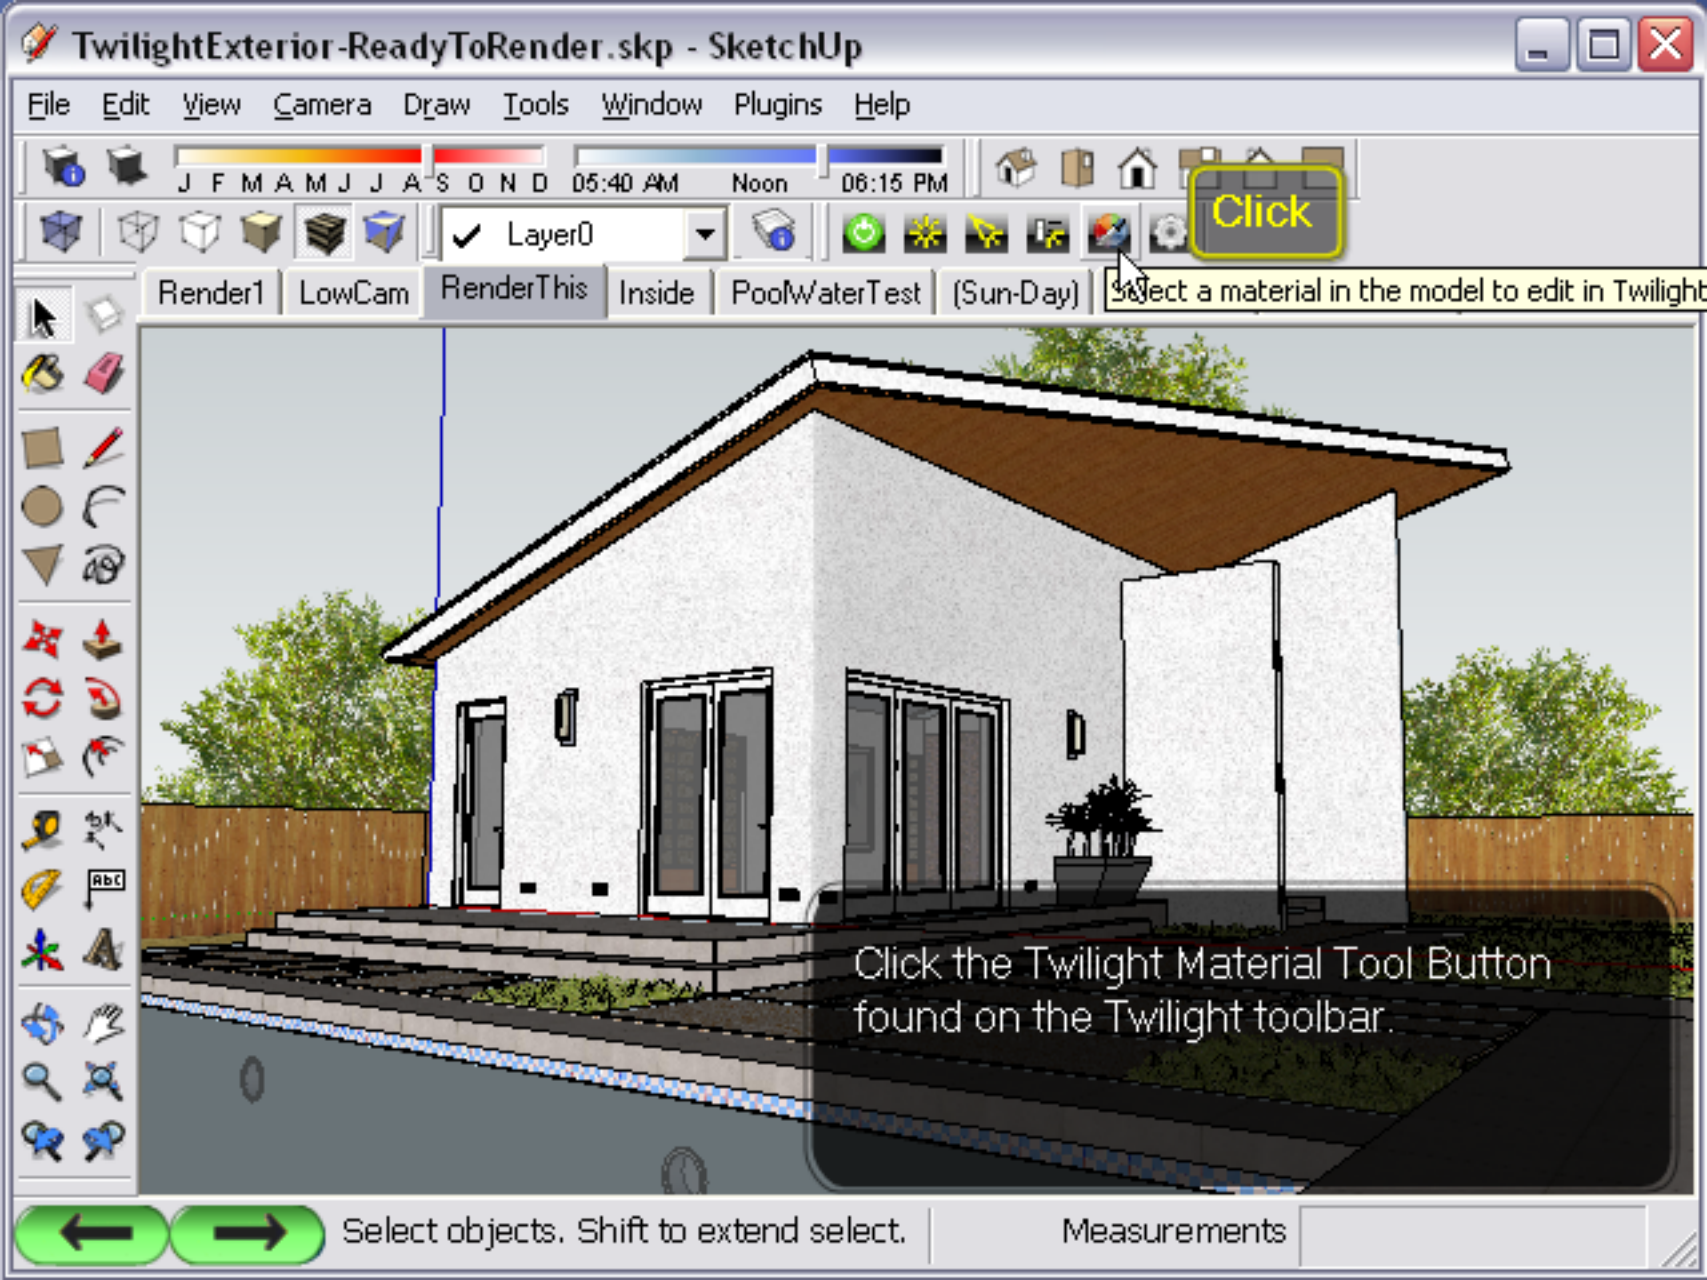 TwilightExterior-ReadyToRender.skp - SketchUp
File Edit View Camera Draw Tools Window Plugins Help
J F M A M J J A S O N D 05:40 AM Noon 06:15 PM
Click
Layer0
Render1 LowCam RenderThis Inside PoolWaterTest (Sun-Day)
Select a material in the model to edit in Twilight
Abc
Click the Twilight Material Tool Button
found on the Twilight toolbar.
Select objects. Shift to extend select. Measurements